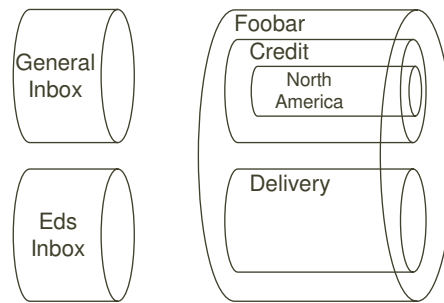 General
Inbox
Eds
Inbox
Foobar
Credit
North
America
Delivery